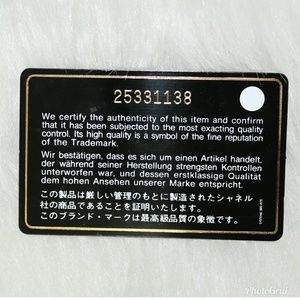 25331138
We certify the authenticity of this item and confirm
that it has been subjected to the most exacting quality
control. Its high quality is a symbol of the fine reputation
of the Trademark.
Wir bestätigen, dass es sich um einen Artikel handelt,
der während seiner Herstellung strengsten Kontrollen
unterworfen war, und dessen erstklassige Qualität
dem hohen Ansehen unserer Marke entspricht.
この製品は厳しい管理のもとに製造されたシャネル
社の商品であることを証明いたします。
このブランド・マークは最高級品質の象徴です。
PhotoGrid